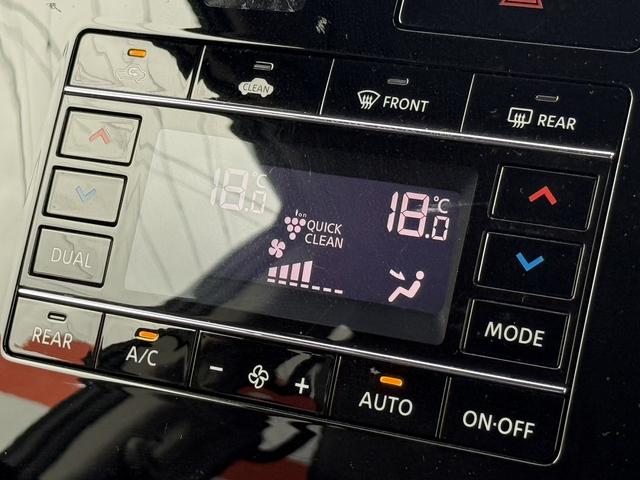 CLEAN
FRONT
REAR
18.0°C
ion
QUICK
CLEAN
18.0°C
DUAL
MODE
REAR
A/C
- +
AUTO
ON·OFF